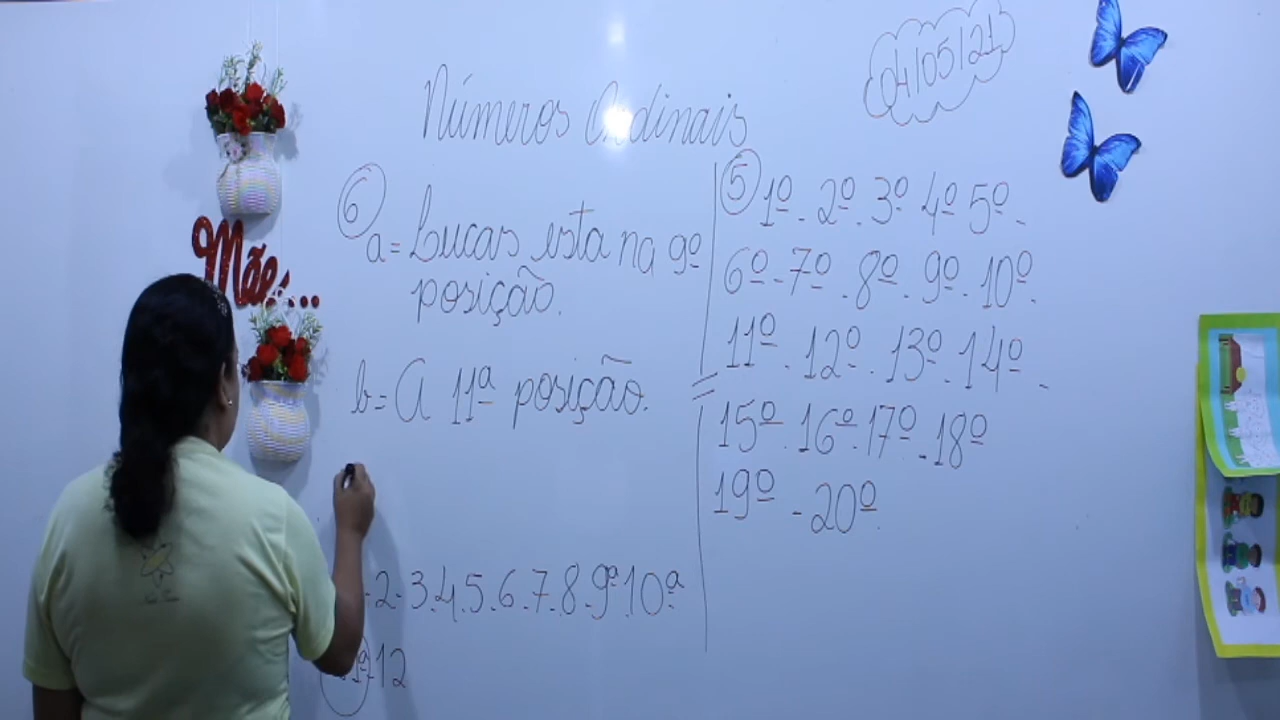 Números Ordinais
04/05/21
Mãe...
6
a= Lucas esta na 9º
posição.
b= A 11ª posição.
-2-3.4.5.6.7.8.9ª.10ª
1ª-12
5 1º-2º.3º.4º.5º-
6º-7º.8º.9º.10º.
11º.12º.13º.14º-
15º.16º.17º-18º
19º-20º.